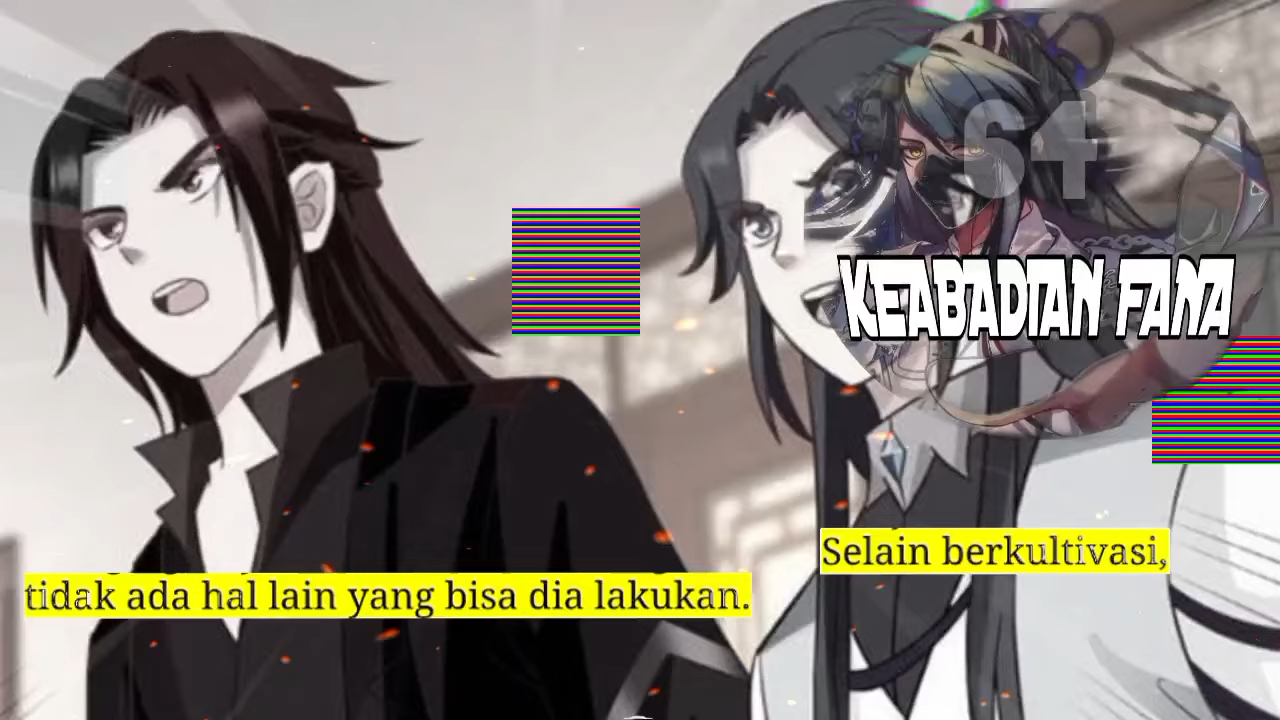 64
KEABADIAN FANA
Selain berkultivasi,
tidak ada hal lain yang bisa dia lakukan.